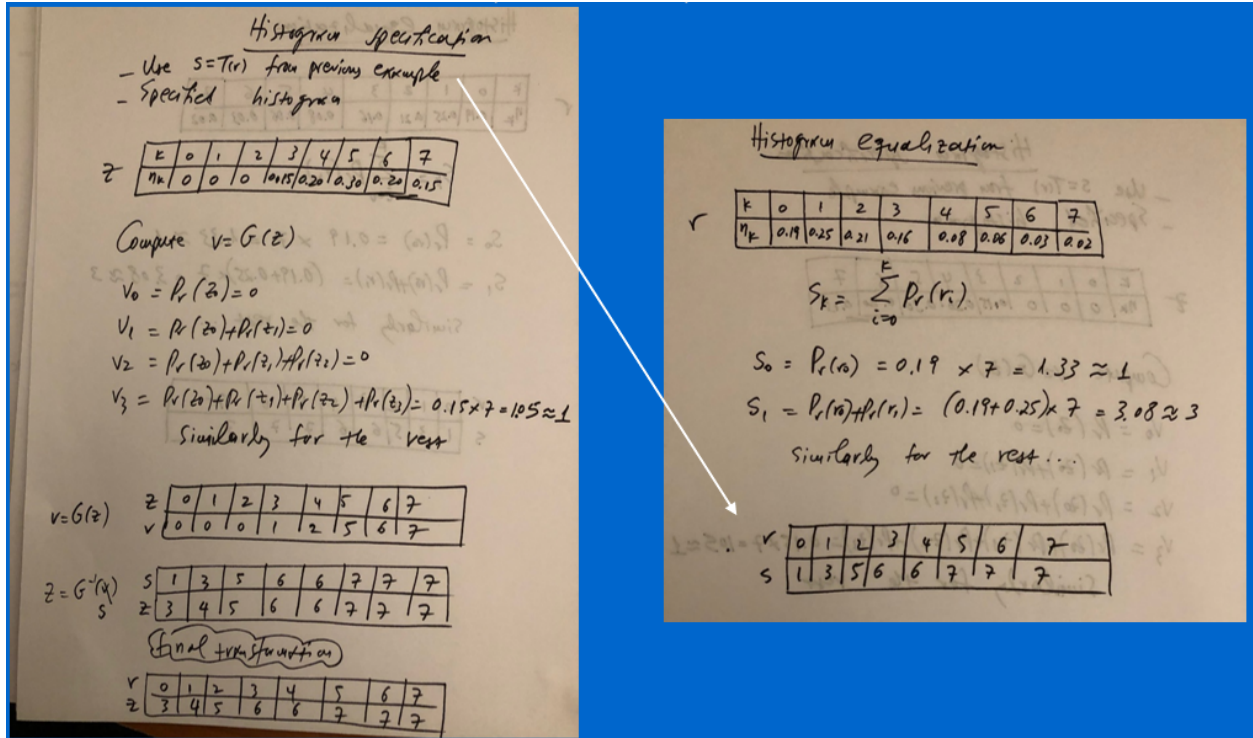 Histogram specification
- Use S=T(r) from previous example
- Specified histogram
z
K 0 1 2 3 4 5 6 7
nk 0 0 0 0.15 0.20 0.30 0.20 0.15
Compute v=G(z)
V0 = Pr(z0)=0
V1 = Pr(z0)+Pr(z1)=0
V2 = Pr(z0)+Pr(z1)+Pr(z2)=0
V3 = Pr(z0)+Pr(z1)+Pr(z2)+Pr(z3)=0.15x7=1.05≈1
Similarly for the rest
v=G(z)
z 0 1 2 3 4 5 6 7
v 0 0 0 1 2 5 6 7
z=G⁻¹(v)
s
s 1 3 5 6 6 7 7 7
z 3 4 5 6 6 7 7 7
final transformation
r 0 1 2 3 4 5 6 7
z 3 4 5 6 6 7 7 7
Histogram equalization
r
K 0 1 2 3 4 5 6 7
nk 0.19 0.25 0.21 0.16 0.08 0.06 0.03 0.02
Sk = Σ Pr(ri)
K
i=0
S0 = Pr(r0) = 0.19 x 7 = 1.33 ≈ 1
S1 = Pr(r0)+Pr(r1) = (0.19+0.25)x7 = 3.08 ≈ 3
Similarly for the rest...
r 0 1 2 3 4 5 6 7
s 1 3 5 6 6 7 7 7